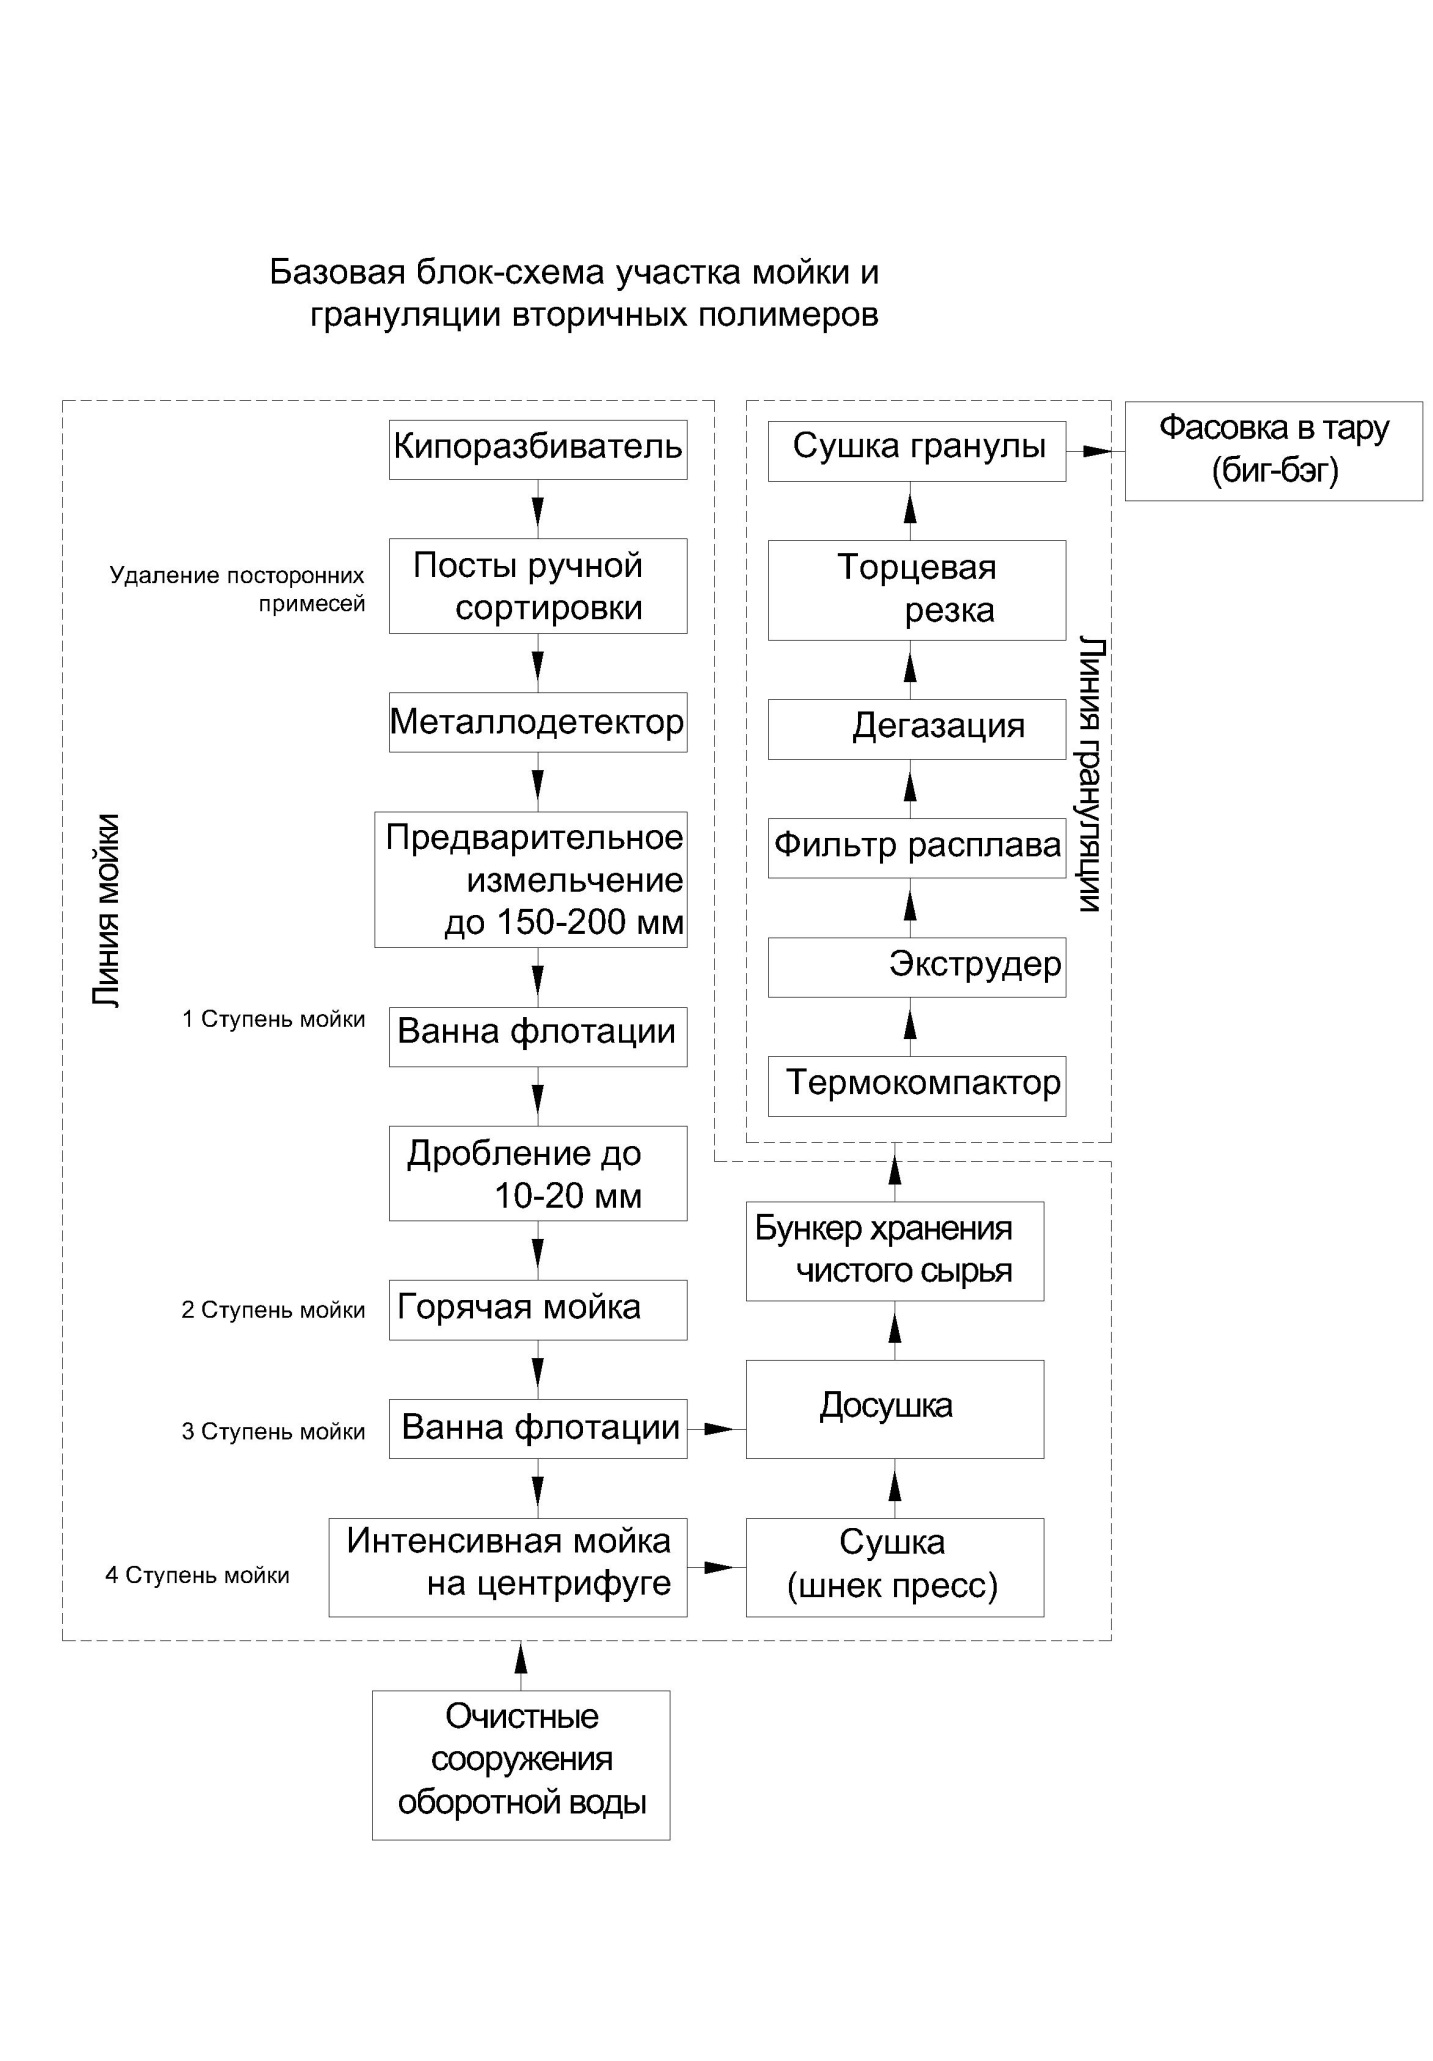 Базовая блок-схема участка мойки и
грануляции вторичных полимеров
Линия мойки
Кипоразбиватель
Удаление посторонних
примесей
Посты ручной
сортировки
Металлодетектор
Предварительное
измельчение
до 150-200 мм
1 Ступень мойки
Ванна флотации
Дробление до
10-20 мм
2 Ступень мойки
Горячая мойка
3 Ступень мойки
Ванна флотации
4 Ступень мойки
Интенсивная мойка
на центрифуге
Очистные
сооружения
оборотной воды
Сушка
(шнек пресс)
Досушка
Бункер хранения
чистого сырья
Линия грануляции
Термокомпактор
Экструдер
Фильтр расплава
Дегазация
Торцевая
резка
Сушка гранулы
Фасовка в тару
(биг-бэг)